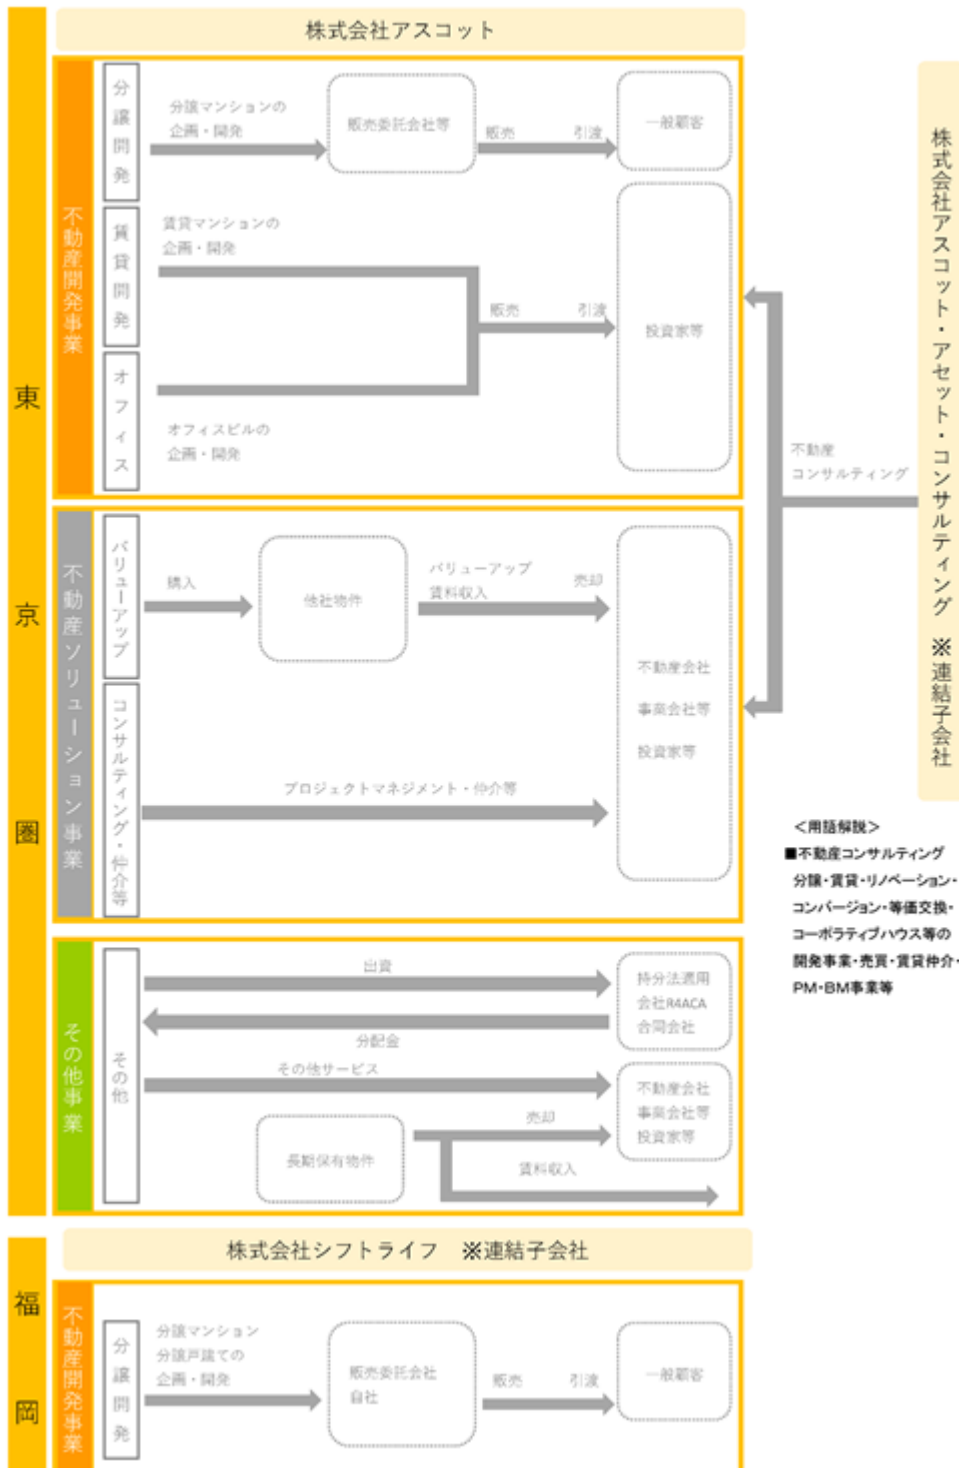 株式会社アスコット
東京圏
不動産開発事業
分譲開発
分譲マンションの
企画・開発
販売委託会社等
販売
引渡
一般顧客
賃貸開発
賃貸マンションの
企画・開発
販売
引渡
投資家等
オフィス
オフィスビルの
企画・開発
不動産ソリューション事業
バリューアップ
購入
他社物件
バリューアップ
賃料収入
売却
不動産会社
事業会社等
投資家等
コンサルティング・仲介等
プロジェクトマネジメント・仲介等
その他事業
その他
出資
持分法適用
会社R4ACA
合同会社
分配金
その他サービス
不動産会社
事業会社等
投資家等
長期保有物件
売却
賃料収入
株式会社アスコット・アセット・コンサルティング ※連結子会社
不動産
コンサルティング
＜用語解説＞
■不動産コンサルティング
分譲・賃貸・リノベーション・
コンバージョン・等価交換・
コーポラティブハウス等の
開発事業・売買・賃貸仲介・
PM・BM事業等
株式会社シフトライフ ※連結子会社
福岡
不動産開発事業
分譲開発
分譲マンション
分譲戸建ての
企画・開発
販売委託会社
自社
販売
引渡
一般顧客